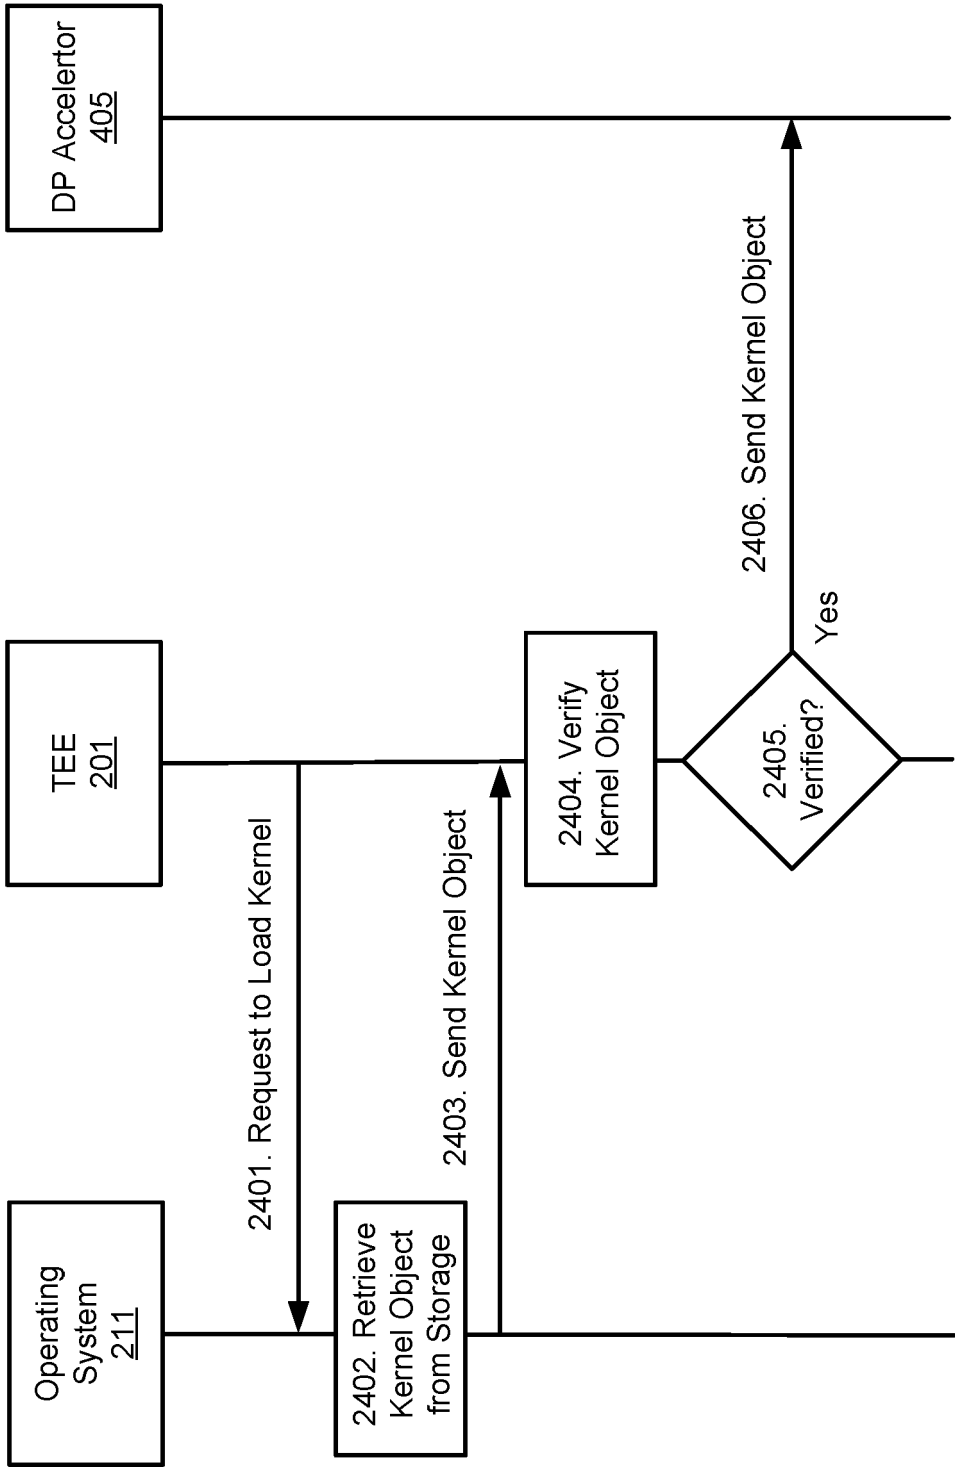 Operating
System
211
TEE
201
DP Accelertor
405
2401. Request to Load Kernel
2402. Retrieve
Kernel Object
from Storage
2403. Send Kernel Object
2404. Verify
Kernel Object
2405.
Verified?
Yes
2406. Send Kernel Object